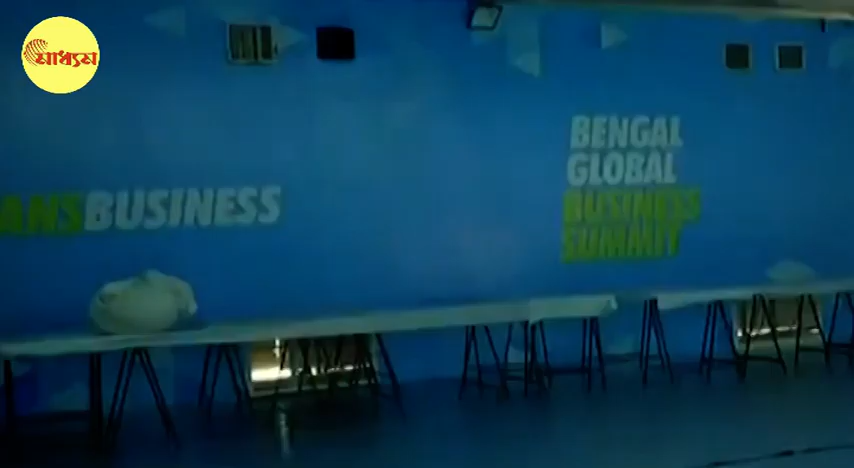 মাধ্যম
ANSBUSINESS
BENGAL
GLOBAL
BUSINESS
SUMMIT